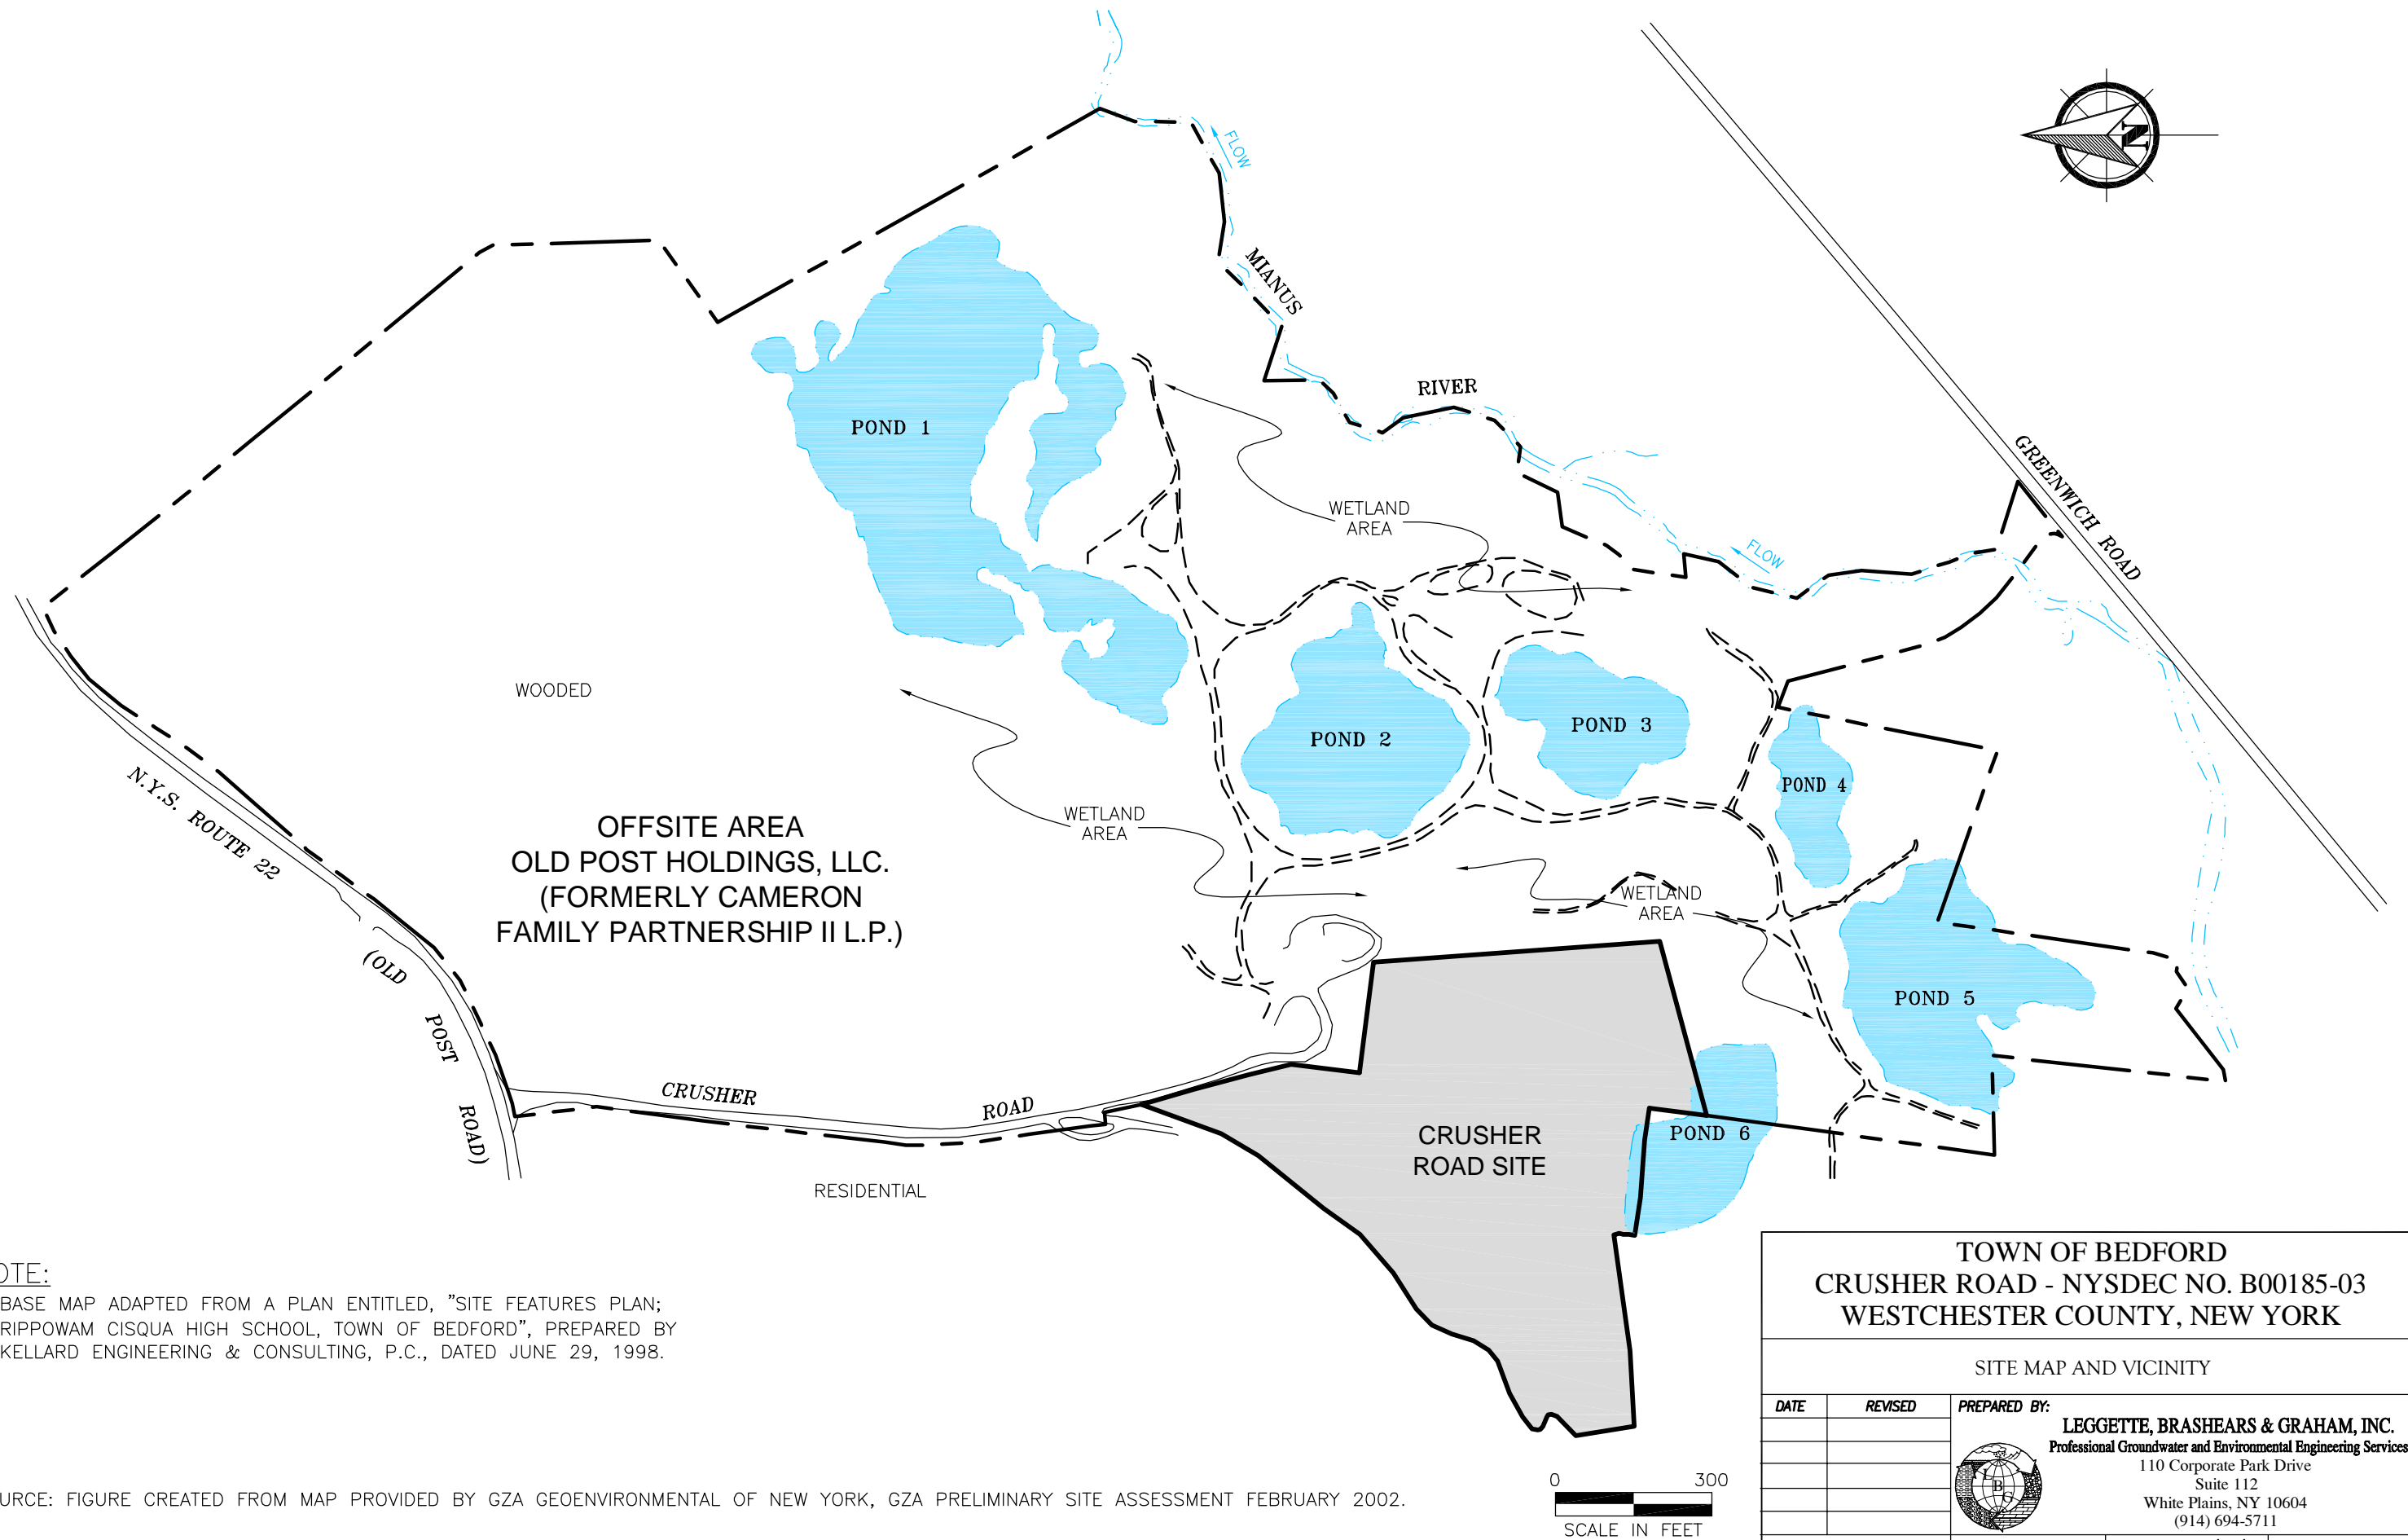 FLOW
N
MIANUS
RIVER
POND 1
GREENWICH ROAD
WETLAND
AREA
FLOW
WOODED
POND 2
POND 3
POND 4
N.Y.S. ROUTE 22
(OLD
POST
ROAD)
OFFSITE AREA
OLD POST HOLDINGS, LLC.
(FORMERLY CAMERON
FAMILY PARTNERSHIP II L.P.)
WETLAND
AREA
WETLAND
AREA
POND 5
CRUSHER
ROAD
CRUSHER
ROAD SITE
POND 6
RESIDENTIAL
OTE:
BASE MAP ADAPTED FROM A PLAN ENTITLED, "SITE FEATURES PLAN;
RIPPOWAM CISQUA HIGH SCHOOL, TOWN OF BEDFORD", PREPARED BY
KELLARD ENGINEERING & CONSULTING, P.C., DATED JUNE 29, 1998.
URCE: FIGURE CREATED FROM MAP PROVIDED BY GZA GEOENVIRONMENTAL OF NEW YORK, GZA PRELIMINARY SITE ASSESSMENT FEBRUARY 2002.
0 300
SCALE IN FEET
TOWN OF BEDFORD
CRUSHER ROAD - NYSDEC NO. B00185-03
WESTCHESTER COUNTY, NEW YORK
SITE MAP AND VICINITY
DATE REVISED PREPARED BY:
LEGGETTE, BRASHEARS & GRAHAM, INC.
Professional Groundwater and Environmental Engineering Services
110 Corporate Park Drive
Suite 112
White Plains, NY 10604
(914) 694-5711
L B G